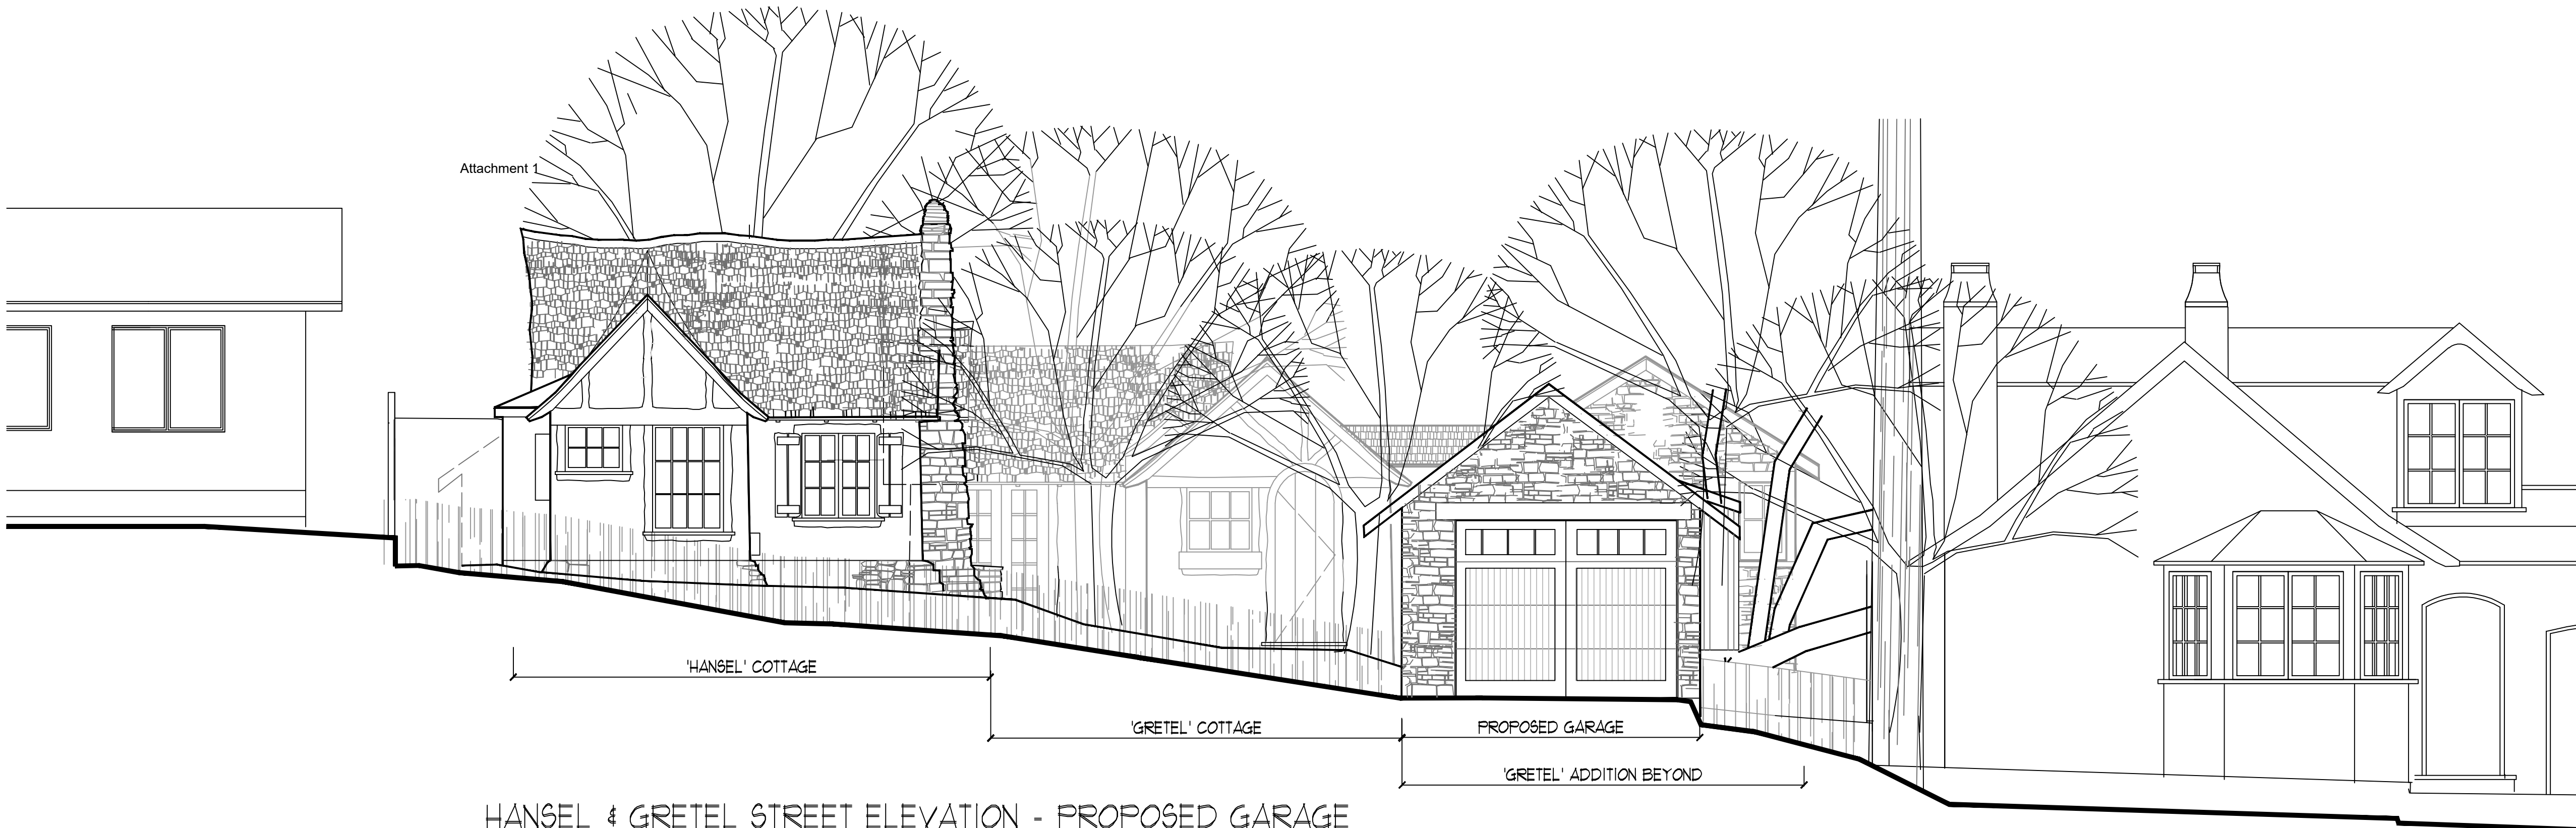 Attachment 1
'HANSEL' COTTAGE
'GRETEL' COTTAGE
PROPOSED GARAGE
'GRETEL' ADDITION BEYOND
HANSEL & GRETEL STREET ELEVATION - PROPOSED GARAGE